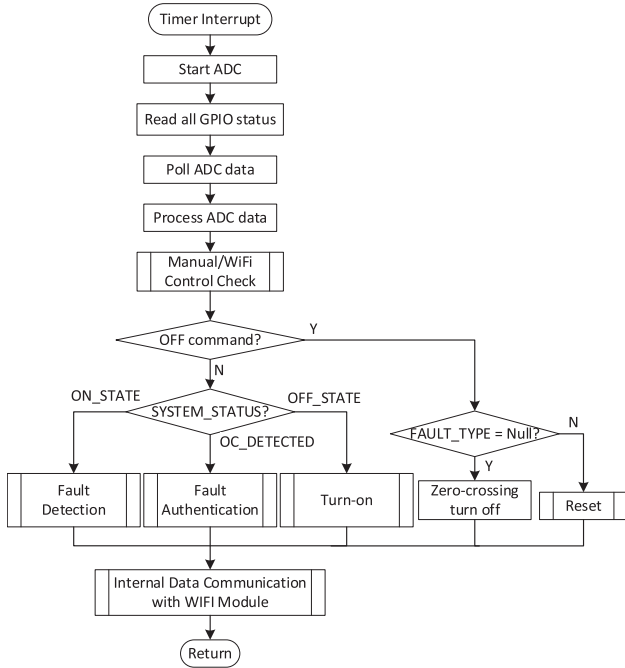 Timer Interrupt
Start ADC
Read all GPIO status
Poll ADC data
Process ADC data
Manual/WiFi
Control Check
OFF command?
Y
N
ON_STATE
SYSTEM_STATUS?
OFF_STATE
OC_DETECTED
FAULT_TYPE = Null?
N
Y
Fault
Detection
Fault
Authentication
Turn-on
Zero-crossing
turn off
Reset
Internal Data Communication
with WIFI Module
Return